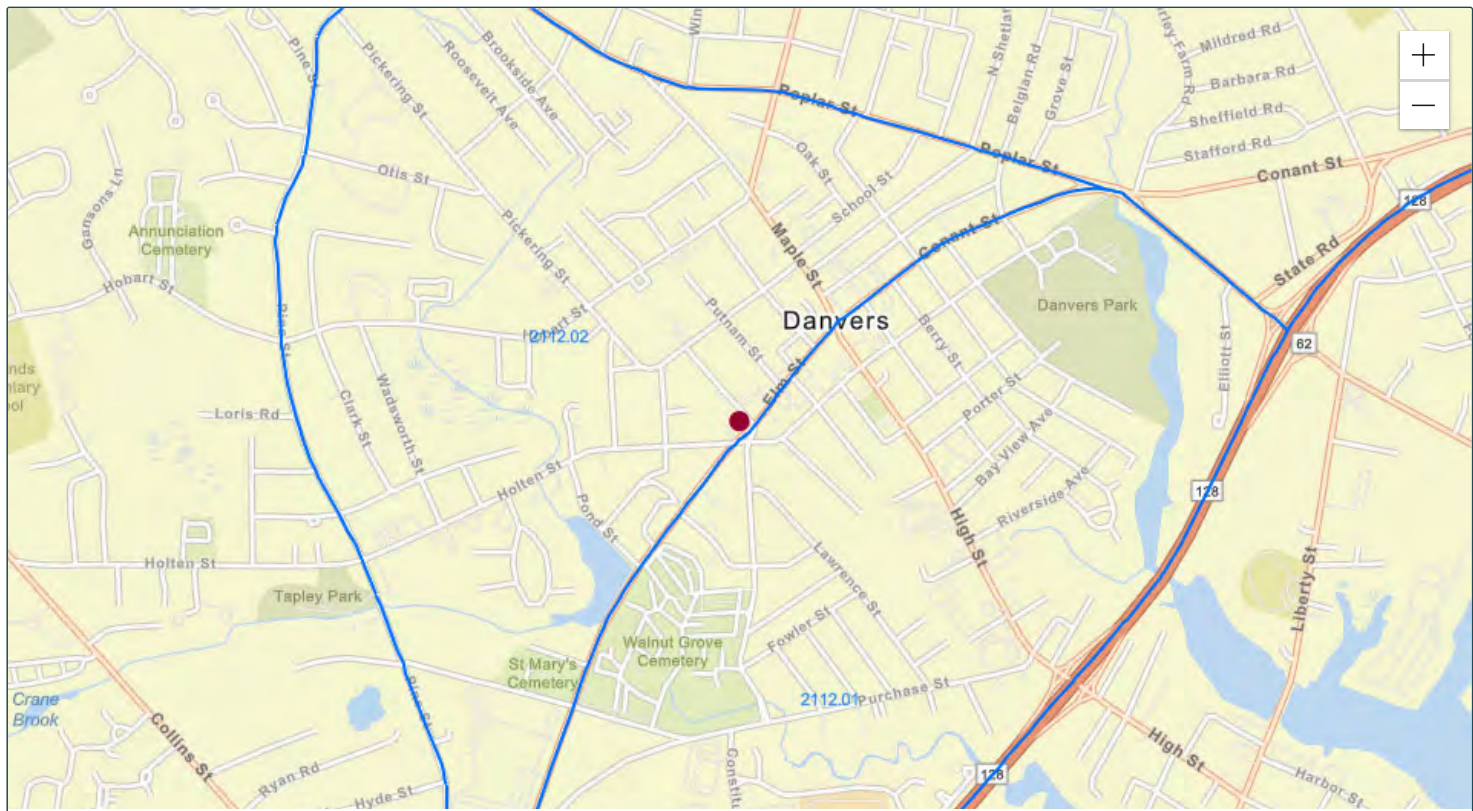 Pine St
Pickering St
Roosevelt Ave
Brookside Ave
N Shetla
Belgian Rd
Grove St
Mildred Rd
Barbara Rd
Sheffield Rd
Stafford Rd
+
−
Poplar St
Poplar St
Conant St
128
Otis St
Oak St
School St
Gansons Ln
Annunciation
Cemetery
Pickering St
Maple St
Conant St
State Rd
Hobart St
Danvers Park
Pine St
Hobart St
2112.02
Putnam St
Danvers
Berry St
Elliott St
62
Elm St
Porter St
Loris Rd
Clark St
Wadsworth St
Bay View Ave
Holten St
Riverside Ave
128
Pond St
High St
Lawrence St
Holten St
Liberty St
Tapley Park
Fowler St
Walnut Grove
Cemetery
St Mary's
Cemetery
2112.01
Purchase St
Pine St
Crane
Brook
Collins St
High St
Ryan Rd
Hyde St
128
Harbor St